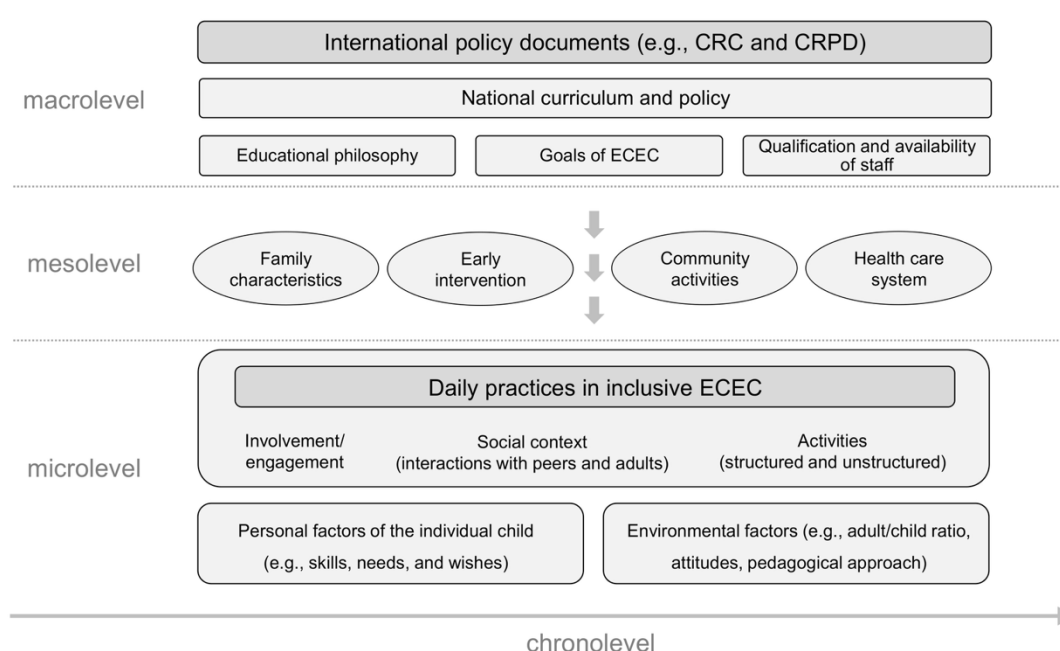 International policy documents (e.g., CRC and CRPD)
macrolevel
National curriculum and policy
Educational philosophy
Goals of ECEC
Qualification and availability
of staff
mesolevel
Family
characteristics
Early
intervention
Community
activities
Health care
system
Daily practices in inclusive ECEC
microlevel
Involvement/
engagement
Social context
(interactions with peers and adults)
Activities
(structured and unstructured)
Personal factors of the individual child
(e.g., skills, needs, and wishes)
Environmental factors (e.g., adult/child ratio,
attitudes, pedagogical approach)
chronolevel